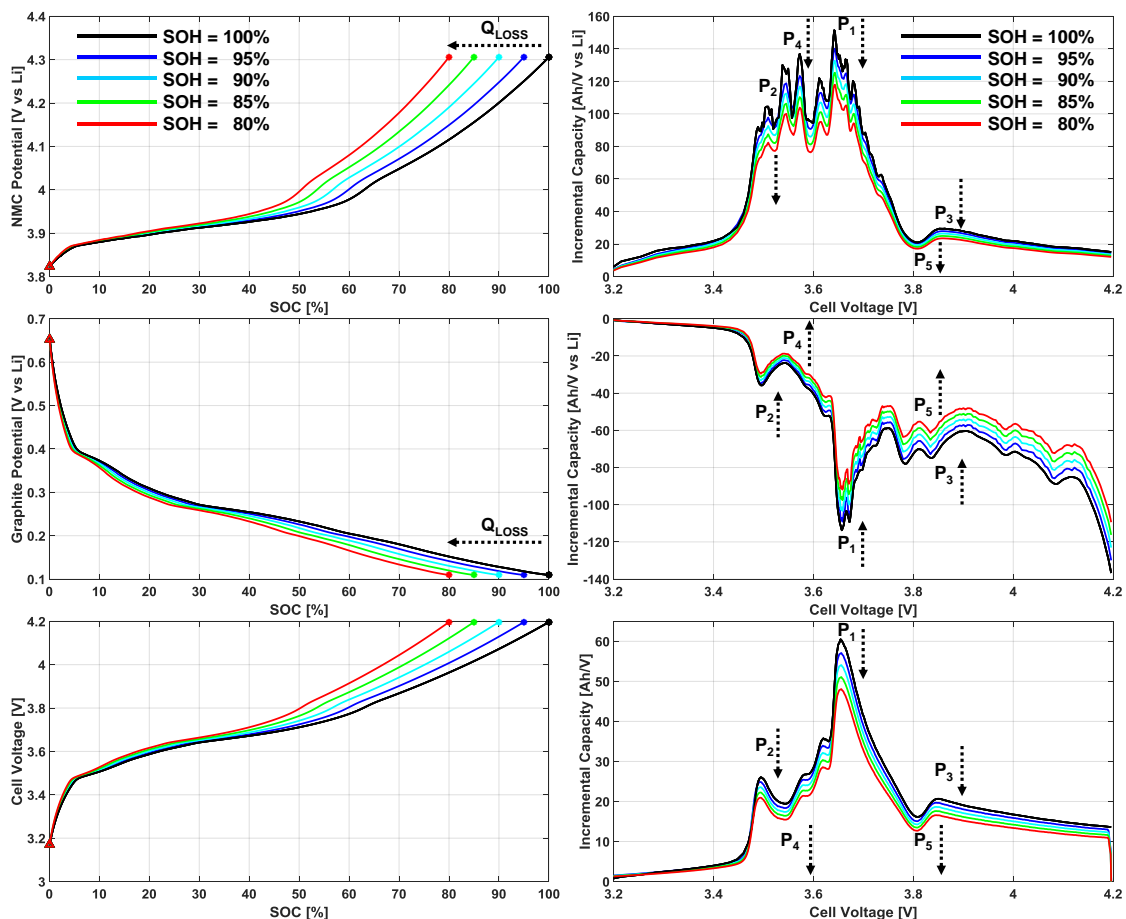 4.4
4.3
4.2
4.1
4
3.9
3.8
NMC Potential [V vs Li]
SOH = 100%
SOH = 95%
SOH = 90%
SOH = 85%
SOH = 80%
Q_LOSS
0 10 20 30 40 50 60 70 80 90 100
SOC [%]
160
140
120
100
80
60
40
20
0
Incremental Capacity [Ah/V vs Li]
P1
P4
P2
P3
P5
SOH = 100%
SOH = 95%
SOH = 90%
SOH = 85%
SOH = 80%
3.2 3.4 3.6 3.8 4 4.2
Cell Voltage [V]
0.7
0.6
0.5
0.4
0.3
0.2
0.1
Graphite Potential [V vs Li]
Q_LOSS
0 10 20 30 40 50 60 70 80 90 100
SOC [%]
0
-20
-40
-60
-80
-100
-120
-140
Incremental Capacity [Ah/V vs Li]
P4
P2
P5
P3
P1
3.2 3.4 3.6 3.8 4 4.2
Cell Voltage [V]
4.2
4
3.8
3.6
3.4
3.2
3
Cell Voltage [V]
0 10 20 30 40 50 60 70 80 90 100
SOC [%]
60
50
40
30
20
10
0
Incremental Capacity [Ah/V]
P1
P2
P3
P4
P5
3.2 3.4 3.6 3.8 4 4.2
Cell Voltage [V]